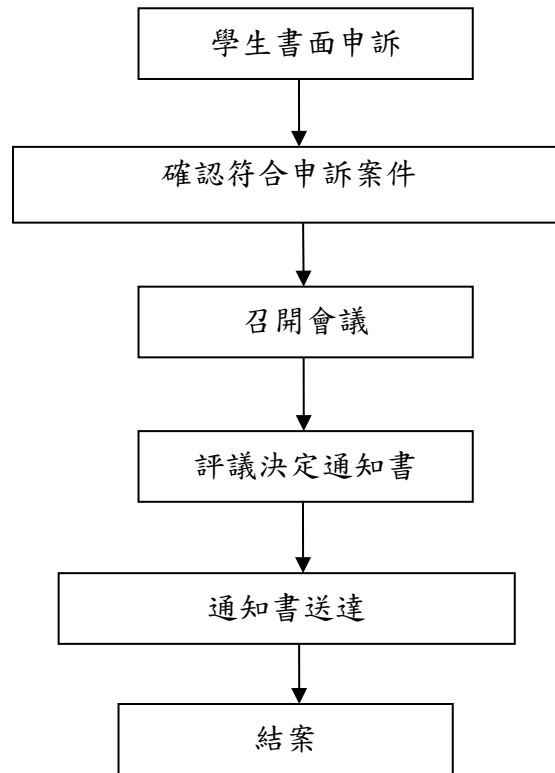 學生書面申訴
確認符合申訴案件
召開會議
評議決定通知書
通知書送達
結案